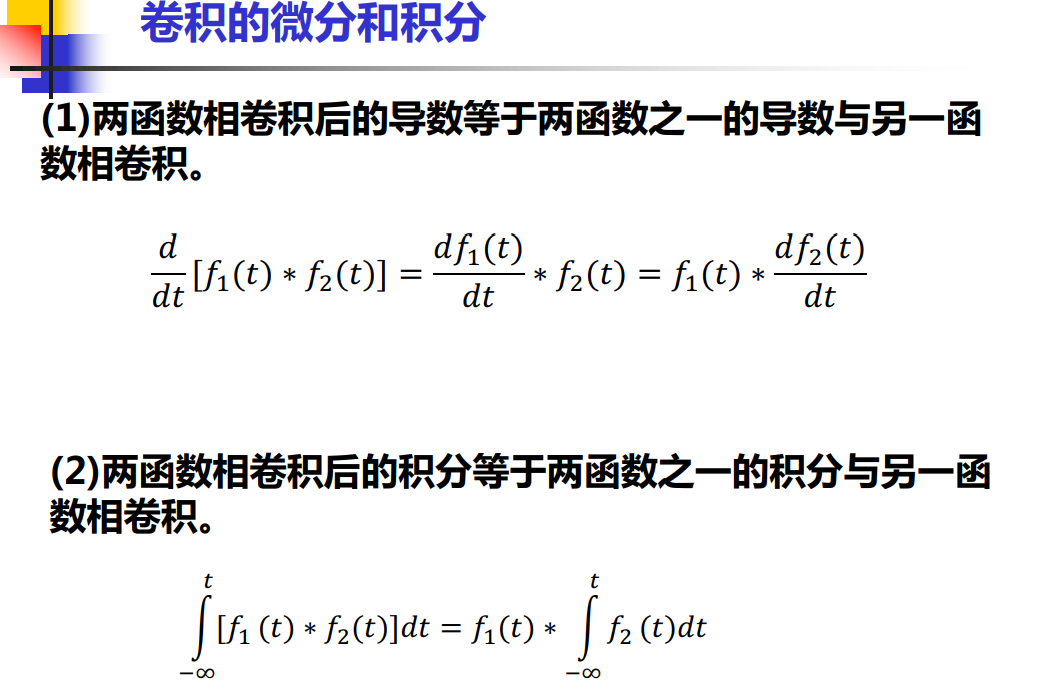 卷积的微分和积分
(1)两函数相卷积后的导数等于两函数之一的导数与另一函
数相卷积。
$\frac{d}{dt}[f_1(t) * f_2(t)] = \frac{df_1(t)}{dt} * f_2(t) = f_1(t) * \frac{df_2(t)}{dt}$
(2)两函数相卷积后的积分等于两函数之一的积分与另一函
数相卷积。
$\int_{-\infty}^{t}[f_1(t) * f_2(t)]dt = f_1(t) * \int_{-\infty}^{t} f_2(t)dt$